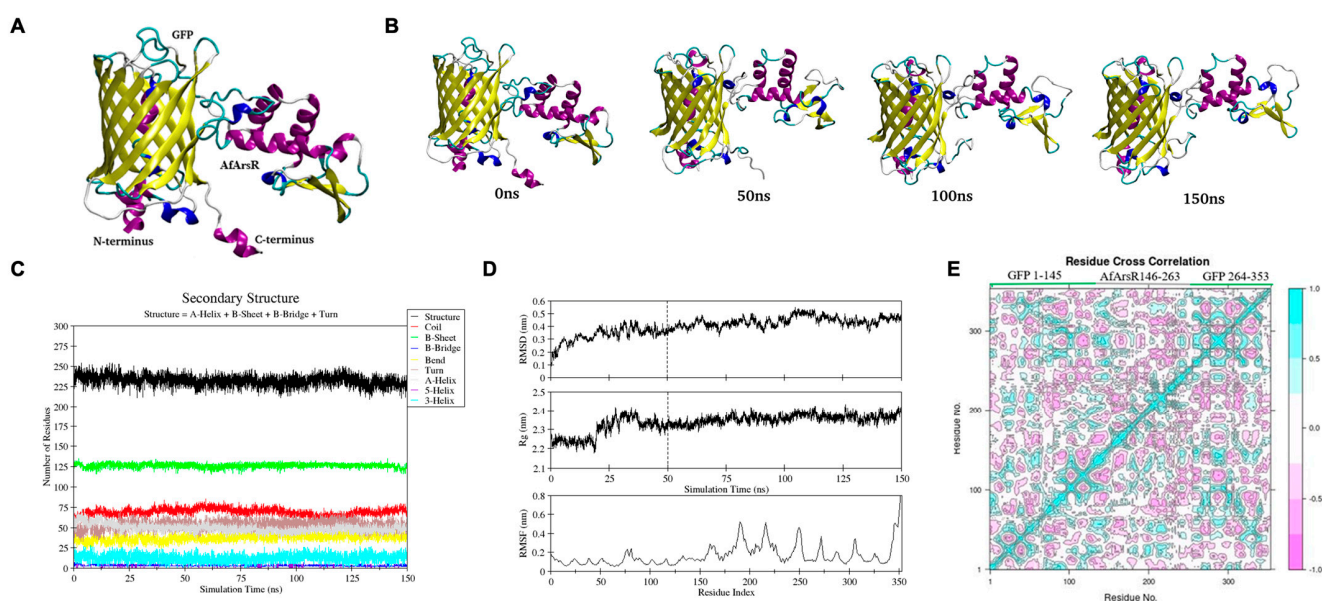 A
GFP
AfArsR
N-terminus
C-terminus
B
0ns
50ns
100ns
150ns
C
Secondary Structure
Structure = A-Helix + B-Sheet + B-Bridge + Turn
Number of Residues
300
275
250
225
200
175
150
125
100
75
50
25
0
0
50
100
150
Simulation Time (ns)
Structure
Coil
B-Sheet
B-Bridge
Bend
Turn
A-Helix
5-Helix
3-Helix
D
RMSD (nm)
0.6
0.5
0.4
0.3
0.2
0.1
0
0
25
50
75
100
125
150
Rg (nm)
2.5
2.4
2.3
2.2
2.1
0
25
50
75
100
125
150
Simulation Time (ns)
RMSF (nm)
0.8
0.6
0.4
0.2
0
0
50
100
150
200
250
300
350
Residue Index
E
Residue Cross Correlation
GFP 1-145 AfArsR146-263 GFP 264-353
Residue No.
300
200
100
1
1
100
200
300
Residue No.
1.0
0.5
0.0
-0.5
-1.0